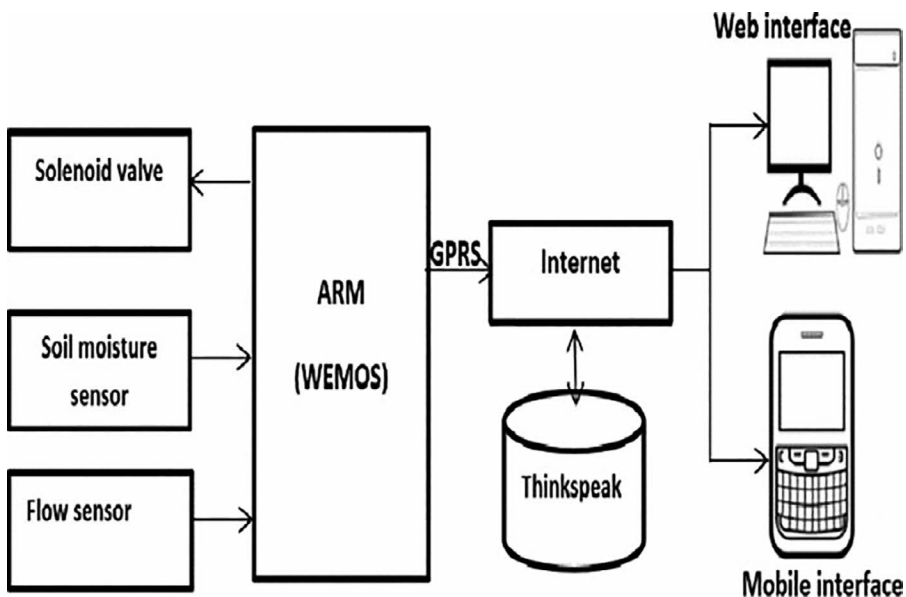 Web interface
Solenoid valve
Soil moisture
sensor
Flow sensor
ARM
(WEMOS)
GPRS
Internet
Thinkspeak
Mobile interface